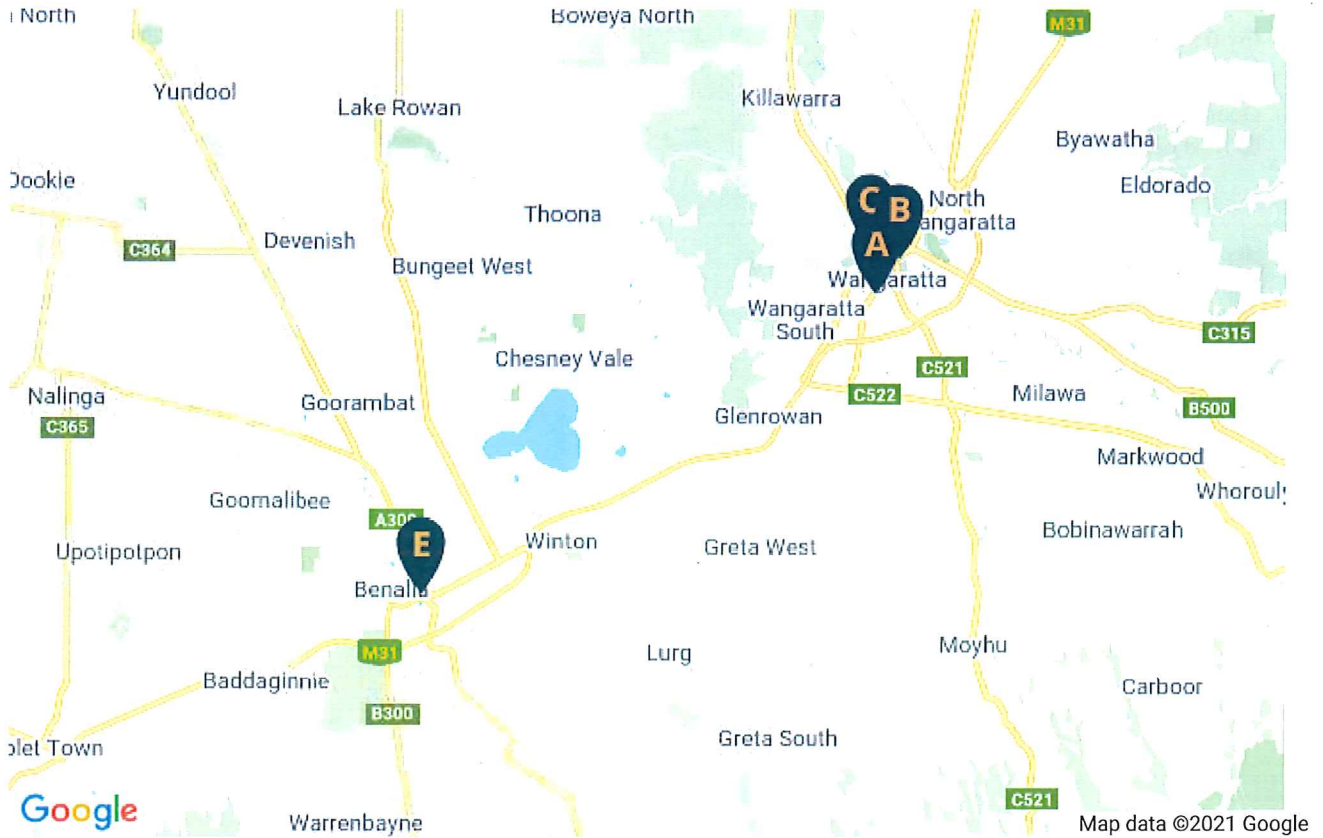 North
Boweya North
M31
Yundool
Lake Rowan
Killawarra
Byawatha
Dookie
Eldorado
C
B
North
Wangaratta
Thoona
A
C364
Devenish
Bungeet West
Wangaratta
Wangaratta
South
C315
Chesney Vale
C521
Nalinga
Goorambat
C522
Milawa
B500
C365
Glenrowan
Markwood
Goomalibee
Whorouly
A300
E
Winton
Greta West
Bobinawarrah
Upotipotpon
Benalla
M31
Lurg
Moyhu
Baddaginnie
Carboor
B300
olet Town
Greta South
C521
Google
Warrenbayne
Map data ©2021 Google